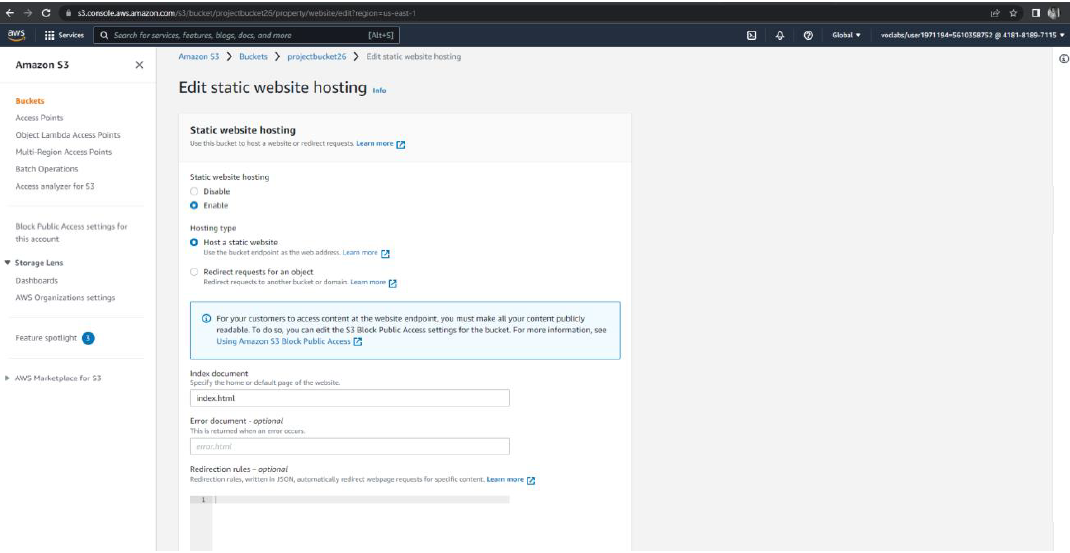 s3.console.aws.amazon.com/s3/bucket/projectbucket26/property/website/edit?region=us-east-1
aws Services Search for services, features, blogs, docs, and more [Alt+S] Global vodabs/user1971194=5610358752 @ 4181-8189-7115
Amazon S3
Buckets
Access Points
Object Lambda Access Points
Multi-Region Access Points
Batch Operations
Access analyzer for S3
Block Public Access settings for
this account
Storage Lens
Dashboards
AWS Organizations settings
Feature spotlight 3
AWS Marketplace for S3
Amazon S3 > Buckets > projectbucket26 > Edit static website hosting
Edit static website hosting Info
Static website hosting
Use this bucket to host a website or redirect requests. Learn more
Static website hosting
Disable
Enable
Hosting type
Host a static website
Use the bucket endpoint as the web address. Learn more
Redirect requests for an object
Redirect requests to another bucket or domain. Learn more
For your customers to access content at the website endpoint, you must make all your content publicly
readable. To do so, you can edit the S3 Block Public Access settings for the bucket. For more information, see
Using Amazon S3 Block Public Access
Index document
Specify the home or default page of the website.
index.html
Error document - optional
This is returned when an error occurs.
error.html
Redirection rules - optional
Redirection rules, written in JSON, automatically redirect webpage requests for specific content. Learn more
1